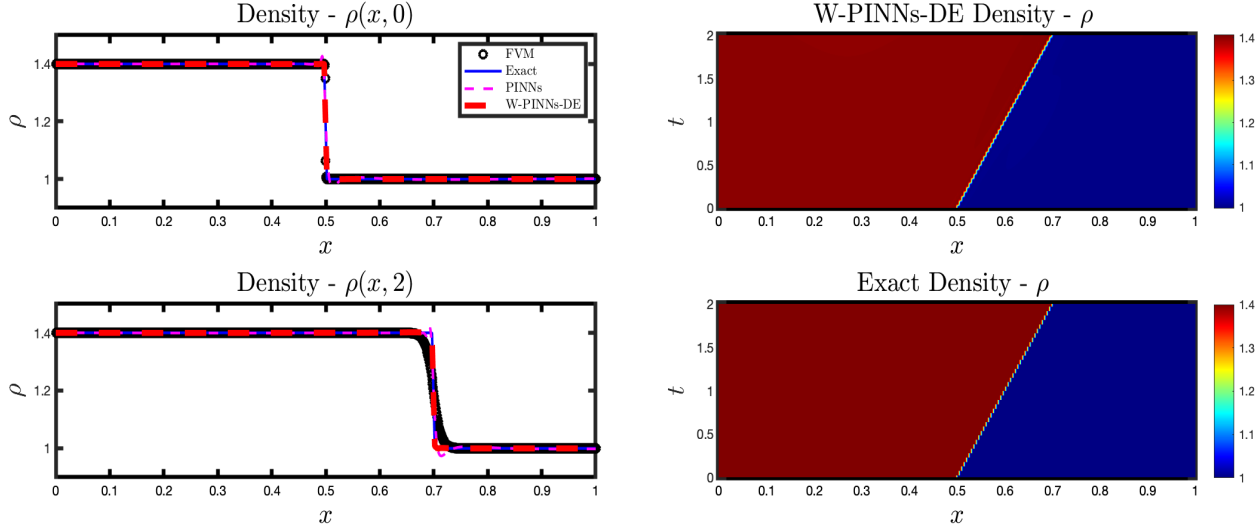 Density - ρ(x, 0)
1.4
1.2
1
ρ
FVM
Exact
PINNs
W-PINNs-DE
0 0.1 0.2 0.3 0.4 0.5 0.6 0.7 0.8 0.9 1
x
W-PINNs-DE Density - ρ
2
1.5
1
0.5
0
t
0 0.1 0.2 0.3 0.4 0.5 0.6 0.7 0.8 0.9 1
x
1.4
1.3
1.2
1.1
1
Density - ρ(x, 2)
1.4
1.2
1
ρ
0 0.1 0.2 0.3 0.4 0.5 0.6 0.7 0.8 0.9 1
x
Exact Density - ρ
2
1.5
1
0.5
0
t
0 0.1 0.2 0.3 0.4 0.5 0.6 0.7 0.8 0.9 1
x
1.4
1.3
1.2
1.1
1